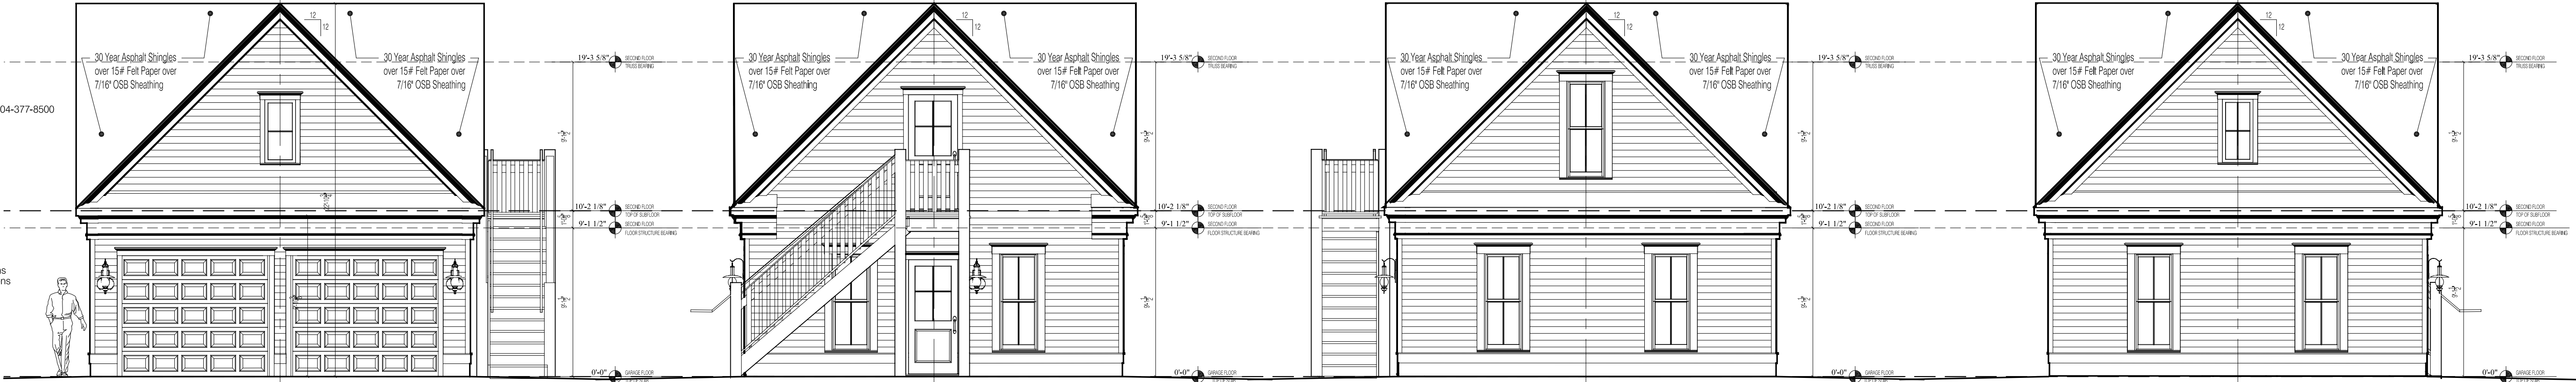 04-377-8500
ns
ns
12
12
30 Year Asphalt Shingles
over 15# Felt Paper over
7/16" OSB Sheathing
30 Year Asphalt Shingles
over 15# Felt Paper over
7/16" OSB Sheathing
19'-3 5/8"
SECOND FLOOR
TRUSS BEARING
10'-2 1/8"
SECOND FLOOR
TOP OF SUBFLOOR
9'-1 1/2"
SECOND FLOOR
FLOOR STRUCTURE BEARING
0'-0"
GARAGE FLOOR
12
12
30 Year Asphalt Shingles
over 15# Felt Paper over
7/16" OSB Sheathing
30 Year Asphalt Shingles
over 15# Felt Paper over
7/16" OSB Sheathing
19'-3 5/8"
SECOND FLOOR
TRUSS BEARING
10'-2 1/8"
SECOND FLOOR
TOP OF SUBFLOOR
9'-1 1/2"
SECOND FLOOR
FLOOR STRUCTURE BEARING
0'-0"
GARAGE FLOOR
12
12
30 Year Asphalt Shingles
over 15# Felt Paper over
7/16" OSB Sheathing
30 Year Asphalt Shingles
over 15# Felt Paper over
7/16" OSB Sheathing
19'-3 5/8"
SECOND FLOOR
TRUSS BEARING
10'-2 1/8"
SECOND FLOOR
TOP OF SUBFLOOR
9'-1 1/2"
SECOND FLOOR
FLOOR STRUCTURE BEARING
0'-0"
GARAGE FLOOR
12
12
30 Year Asphalt Shingles
over 15# Felt Paper over
7/16" OSB Sheathing
30 Year Asphalt Shingles
over 15# Felt Paper over
7/16" OSB Sheathing
19'-3 5/8"
SECOND FLOOR
TRUSS BEARING
10'-2 1/8"
SECOND FLOOR
TOP OF SUBFLOOR
9'-1 1/2"
SECOND FLOOR
FLOOR STRUCTURE BEARING
0'-0"
GARAGE FLOOR